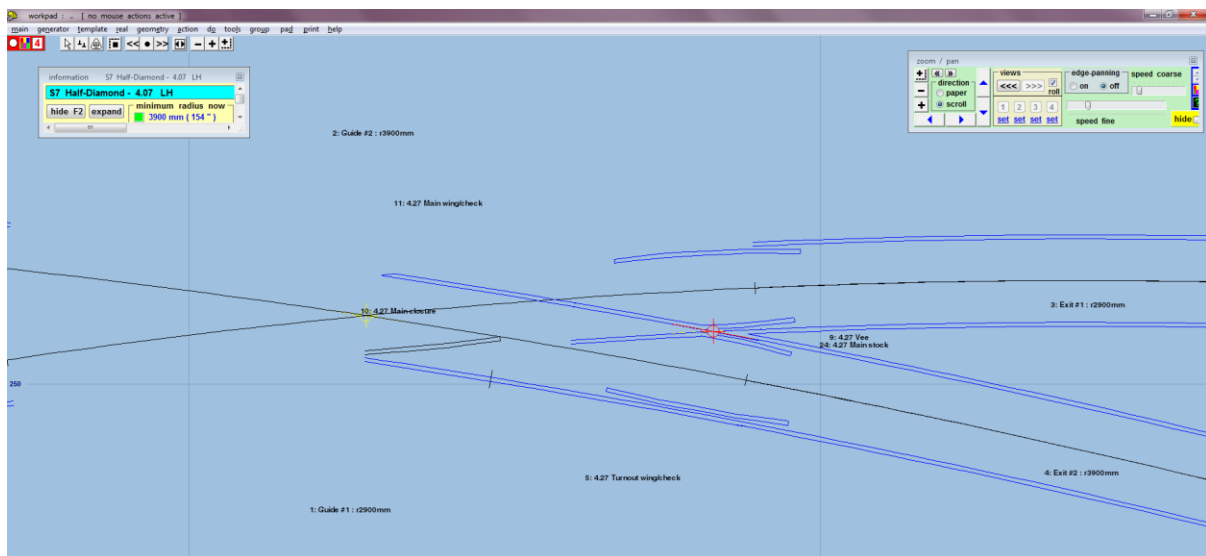 workpad : .. [ no mouse actions active ]
main generator template real geometry action do tools group pad print help
4 << >>
information S7 Half-Diamond - 4.07 LH
S7 Half-Diamond - 4.07 LH
hide F2 expand minimum radius now
3900 mm ( 154 " )
zoom / pan
direction
paper
scroll
views
<<< >>> roll
1 2 3 4
set set set set
edge-panning
on off
speed coarse
speed fine
hide
2: Guide #2 : r3900mm
11: 4.27 Main wing/check
3: Exit #1 : r2900mm
10: 4.27 Main closure
9: 4.27 Vee
24: 4.27 Main stock
250
4: Exit #2 : r3900mm
5: 4.27 Turnout wing/check
1: Guide #1 : r2900mm